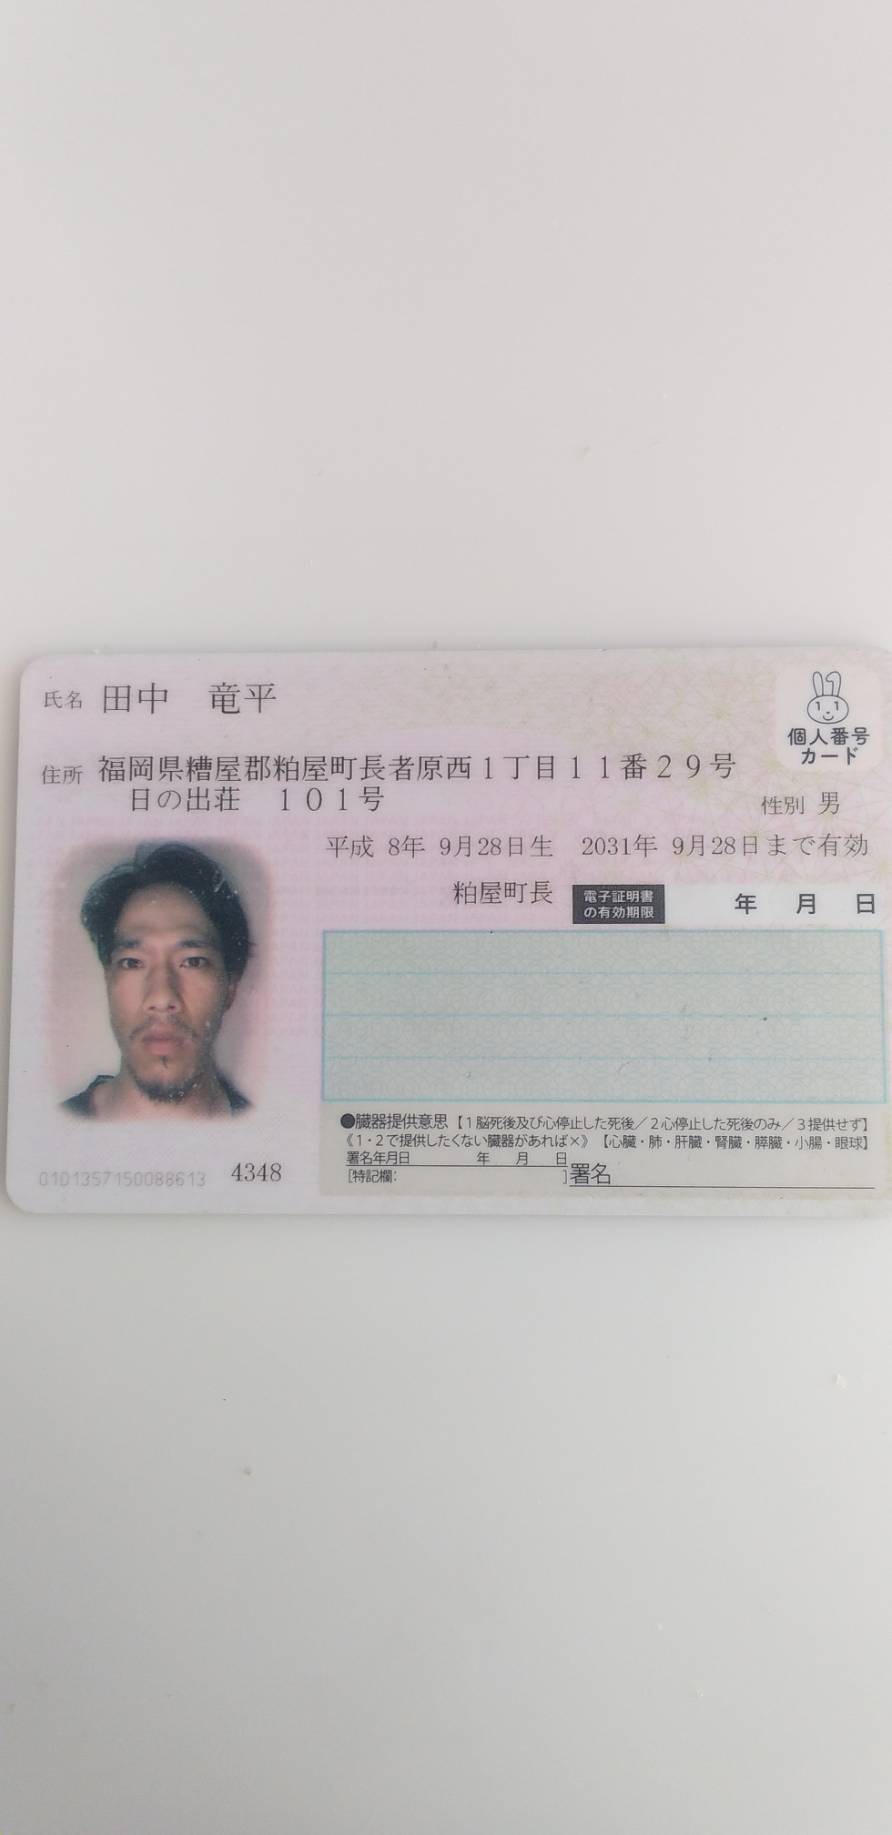 氏名 田中 竜平
個人番号
カード
住所 福岡県糟屋郡粕屋町長者原西1丁目11番29号
日の出荘 101号
性別 男
平成 8年 9月28日生 2031年 9月28日まで有効
粕屋町長 電子証明書の有効期限 年 月 日
●臓器提供意思【1脳死後及び心停止した死後/2心停止した死後のみ/3提供せず】
《1・2で提供したくない臓器があれば×》【心臓・肺・肝臓・腎臓・膵臓・小腸・眼球】
署名年月日 年 月 日
[特記欄: ] 署名
0101357150088613 4348